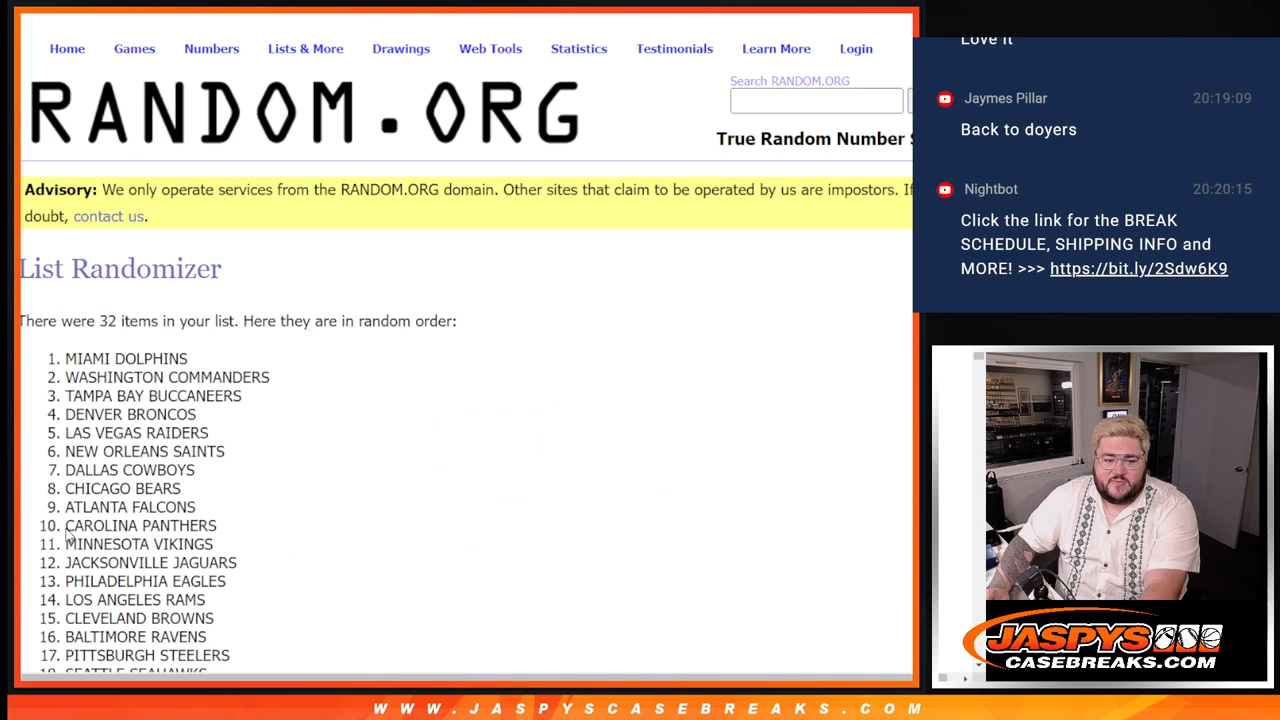 Home Games Numbers Lists & More Drawings Web Tools Statistics Testimonials Learn More Login
RANDOM.ORG
Search RANDOM.ORG
True Random Number
Advisory: We only operate services from the RANDOM.ORG domain. Other sites that claim to be operated by us are impostors. If
doubt, contact us.
List Randomizer
There were 32 items in your list. Here they are in random order:
1. MIAMI DOLPHINS
2. WASHINGTON COMMANDERS
3. TAMPA BAY BUCCANEERS
4. DENVER BRONCOS
5. LAS VEGAS RAIDERS
6. NEW ORLEANS SAINTS
7. DALLAS COWBOYS
8. CHICAGO BEARS
9. ATLANTA FALCONS
10. CAROLINA PANTHERS
11. MINNESOTA VIKINGS
12. JACKSONVILLE JAGUARS
13. PHILADELPHIA EAGLES
14. LOS ANGELES RAMS
15. CLEVELAND BROWNS
16. BALTIMORE RAVENS
17. PITTSBURGH STEELERS
18. SEATTLE SEAHAWKS
Love it
Jaymes Pillar 20:19:09
Back to doyers
Nightbot 20:20:15
Click the link for the BREAK
SCHEDULE, SHIPPING INFO and
MORE! >>> https://bit.ly/2Sdw6K9
JASPYS
CASEBREAKS.COM
WWW.JASPYSCASEBREAKS.COM